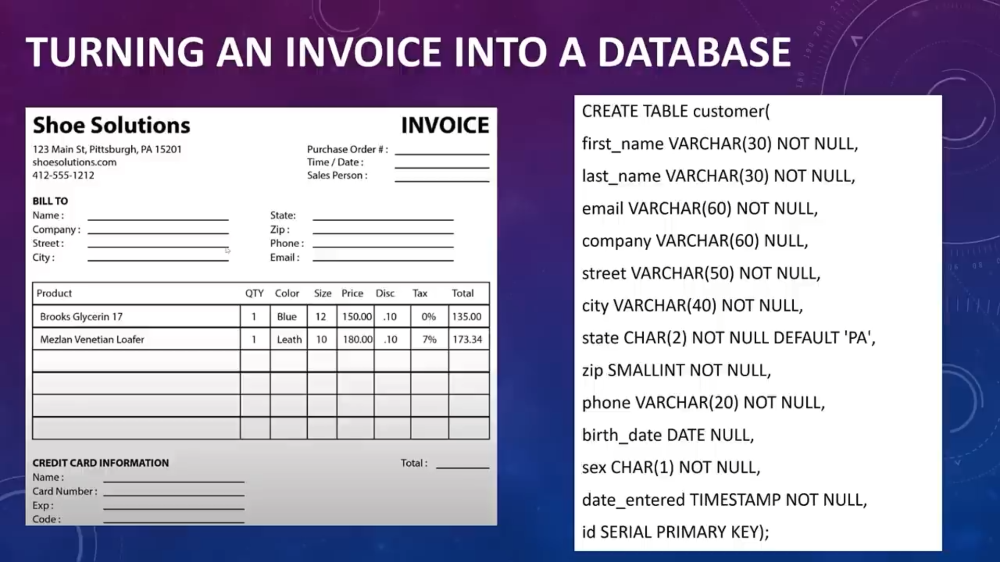 TURNING AN INVOICE INTO A DATABASE
Shoe Solutions
INVOICE
123 Main St, Pittsburgh, PA 15201
shoesolutions.com
412-555-1212
Purchase Order # :
Time / Date :
Sales Person :
BILL TO
Name :
Company :
Street :
City :
State:
Zip :
Phone :
Email :
Product QTY Color Size Price Disc Tax Total
Brooks Glycerin 17 1 Blue 12 150.00 .10 0% 135.00
Mezlan Venetian Loafer 1 Leath 10 180.00 .10 7% 173.34
CREDIT CARD INFORMATION
Total :
Name :
Card Number :
Exp :
Code :
CREATE TABLE customer(
first_name VARCHAR(30) NOT NULL,
last_name VARCHAR(30) NOT NULL,
email VARCHAR(60) NOT NULL,
company VARCHAR(60) NULL,
street VARCHAR(50) NOT NULL,
city VARCHAR(40) NOT NULL,
state CHAR(2) NOT NULL DEFAULT 'PA',
zip SMALLINT NOT NULL,
phone VARCHAR(20) NOT NULL,
birth_date DATE NULL,
sex CHAR(1) NOT NULL,
date_entered TIMESTAMP NOT NULL,
id SERIAL PRIMARY KEY);
180 190 200